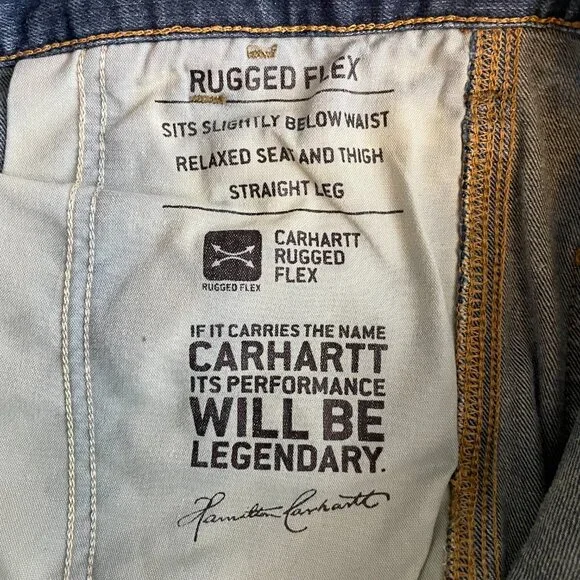 RUGGED FLEX
SITS SLIGHTLY BELOW WAIST
RELAXED SEAT AND THIGH
STRAIGHT LEG
CARHARTT
RUGGED
FLEX
RUGGED FLEX
IF IT CARRIES THE NAME
CARHARTT
ITS PERFORMANCE
WILL BE
LEGENDARY.
Hamilton Carhartt